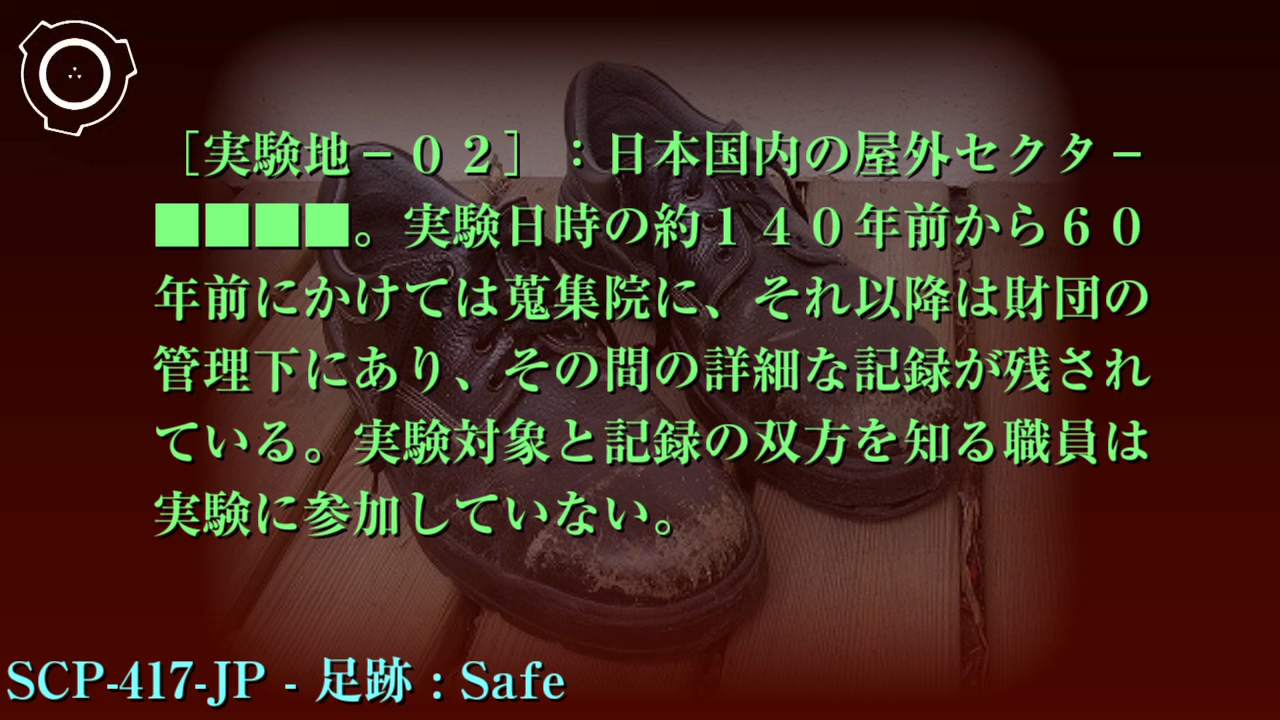 ［実験地－０２］：日本国内の屋外セクタ－
■■■■。実験日時の約１４０年前から６０
年前にかけては蒐集院に、それ以降は財団の
管理下にあり、その間の詳細な記録が残され
ている。実験対象と記録の双方を知る職員は
実験に参加していない。
SCP-417-JP - 足跡：Safe